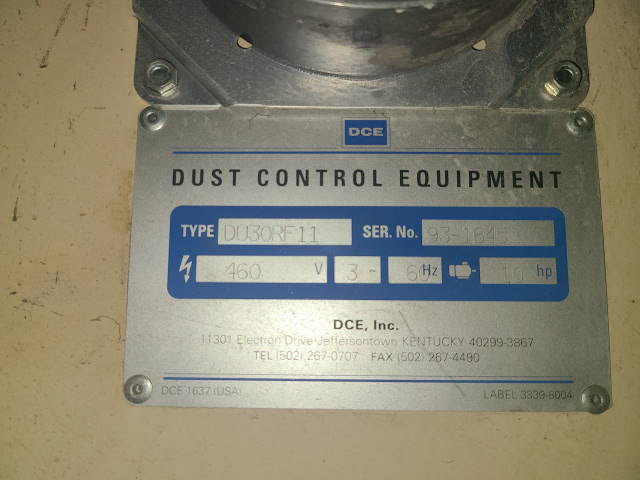 DCE
DUST CONTROL EQUIPMENT
TYPE DU30RF11 SER. No.
460 V 3 ~ 60 Hz 10 hp
DCE, Inc.
11301 Electron Drive Jeffersontown KENTUCKY 40299-3867
TEL (502) 267-0707 FAX (502) 267-4490
DCE 1637 (USA) LABEL 3339-8004